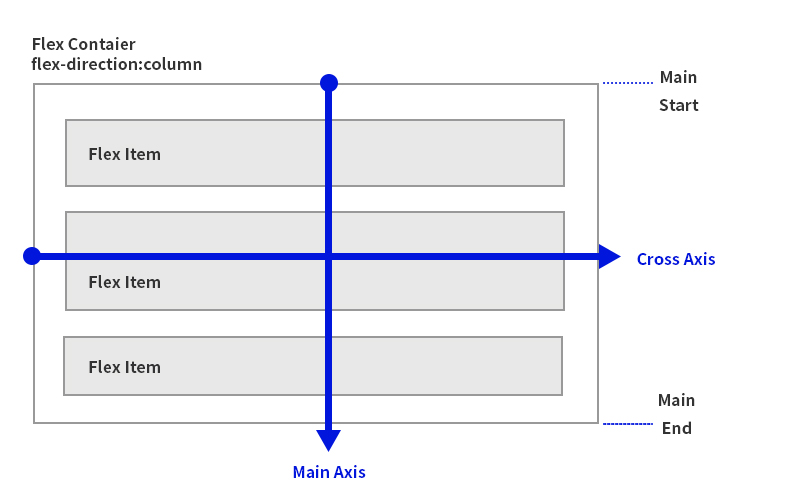 Flex Contaier
flex-direction:column
Main
Start
Flex Item
Flex Item
Cross Axis
Flex Item
Main
End
Main Axis